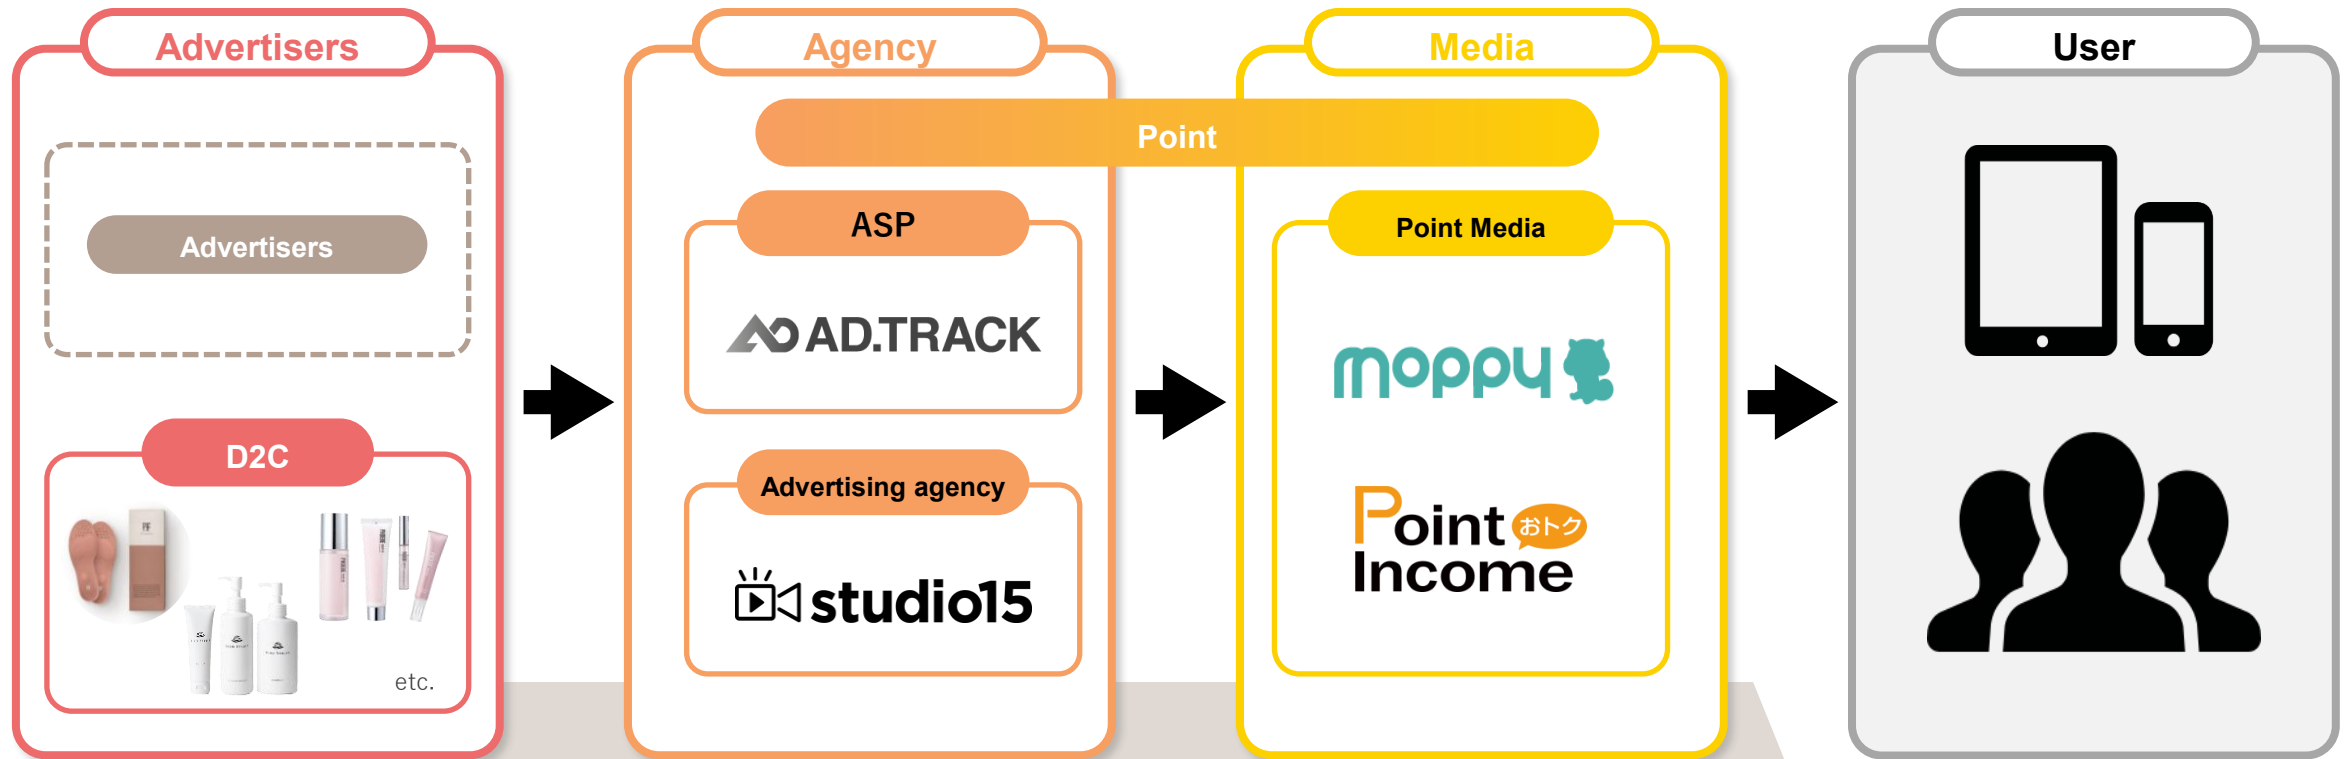 Advertisers
Agency
Media
User
Point
Advertisers
D2C
etc.
ASP
AD.TRACK
Advertising agency
studio15
Point Media
moppy
Point おトク
Income